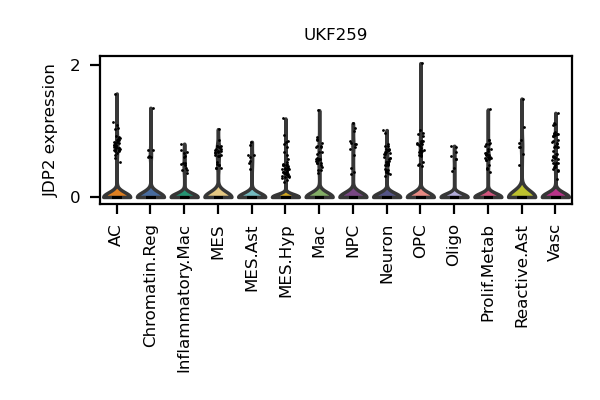 UKF259
JDP2 expression
2
0
AC
Chromatin.Reg
Inflammatory.Mac
MES
MES.Ast
MES.Hyp
Mac
NPC
Neuron
OPC
Oligo
Prolif.Metab
Reactive.Ast
Vasc